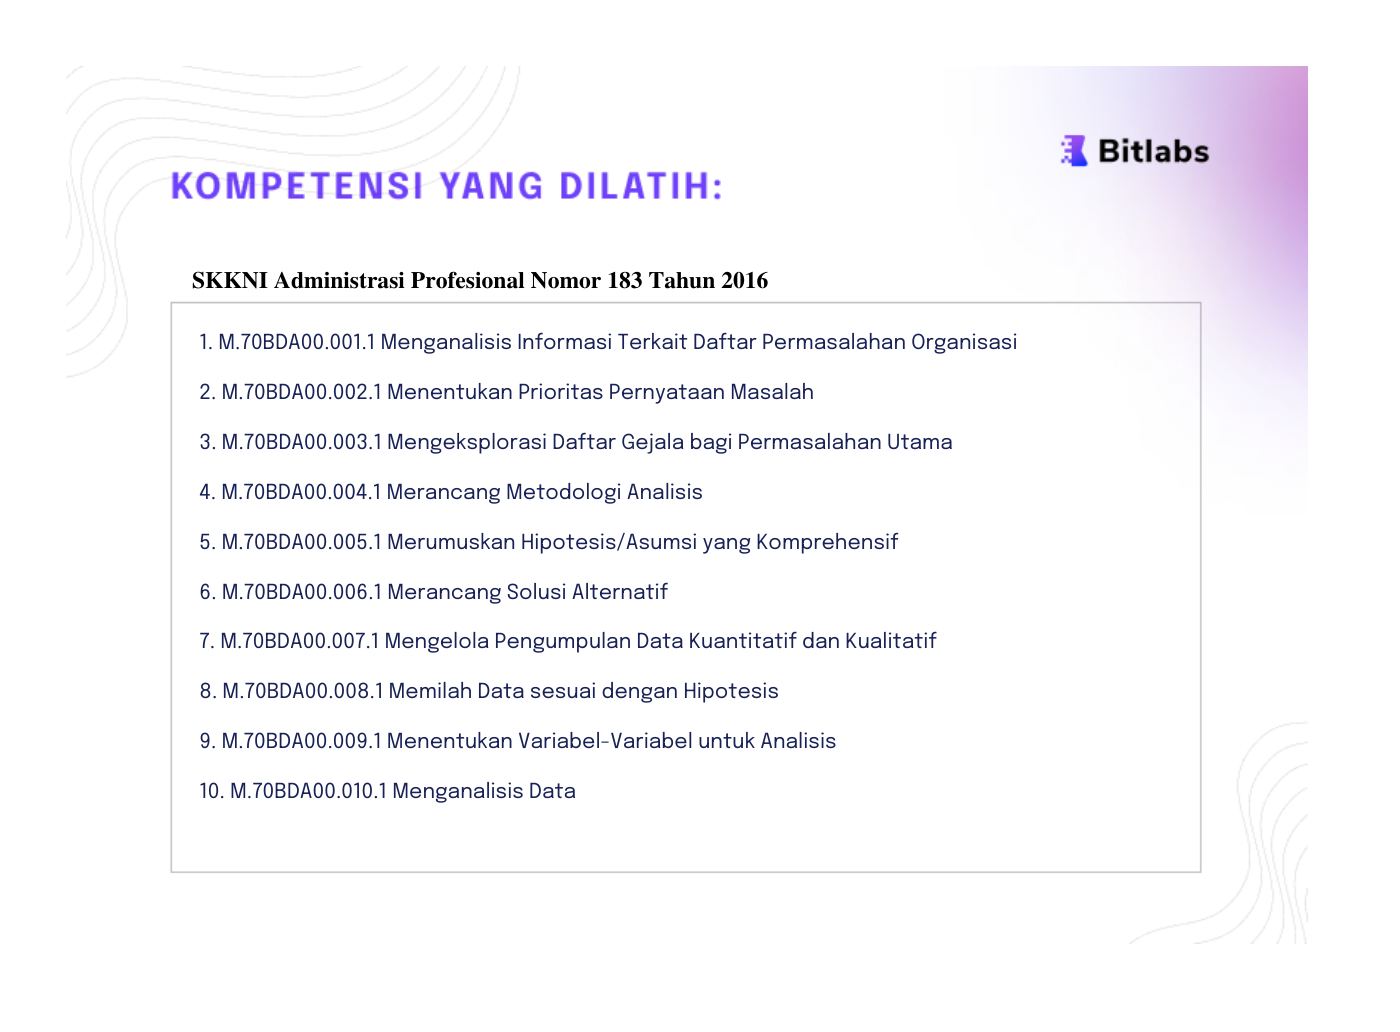 Bitlabs
KOMPETENSI YANG DILATIH:
SKKNI Administrasi Profesional Nomor 183 Tahun 2016
1. M.70BDA00.001.1 Menganalisis Informasi Terkait Daftar Permasalahan Organisasi
2. M.70BDA00.002.1 Menentukan Prioritas Pernyataan Masalah
3. M.70BDA00.003.1 Mengeksplorasi Daftar Gejala bagi Permasalahan Utama
4. M.70BDA00.004.1 Merancang Metodologi Analisis
5. M.70BDA00.005.1 Merumuskan Hipotesis/Asumsi yang Komprehensif
6. M.70BDA00.006.1 Merancang Solusi Alternatif
7. M.70BDA00.007.1 Mengelola Pengumpulan Data Kuantitatif dan Kualitatif
8. M.70BDA00.008.1 Memilah Data sesuai dengan Hipotesis
9. M.70BDA00.009.1 Menentukan Variabel-Variabel untuk Analisis
10. M.70BDA00.010.1 Menganalisis Data